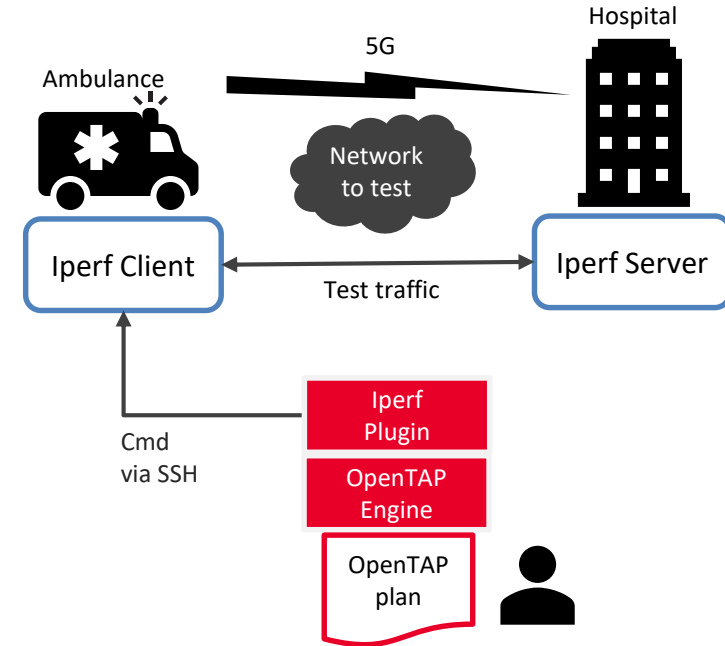 Hospital
5G
Ambulance
Network
to test
Iperf Client
Iperf Server
Test traffic
Iperf
Plugin
Cmd
via SSH
OpenTAP
Engine
OpenTAP
plan